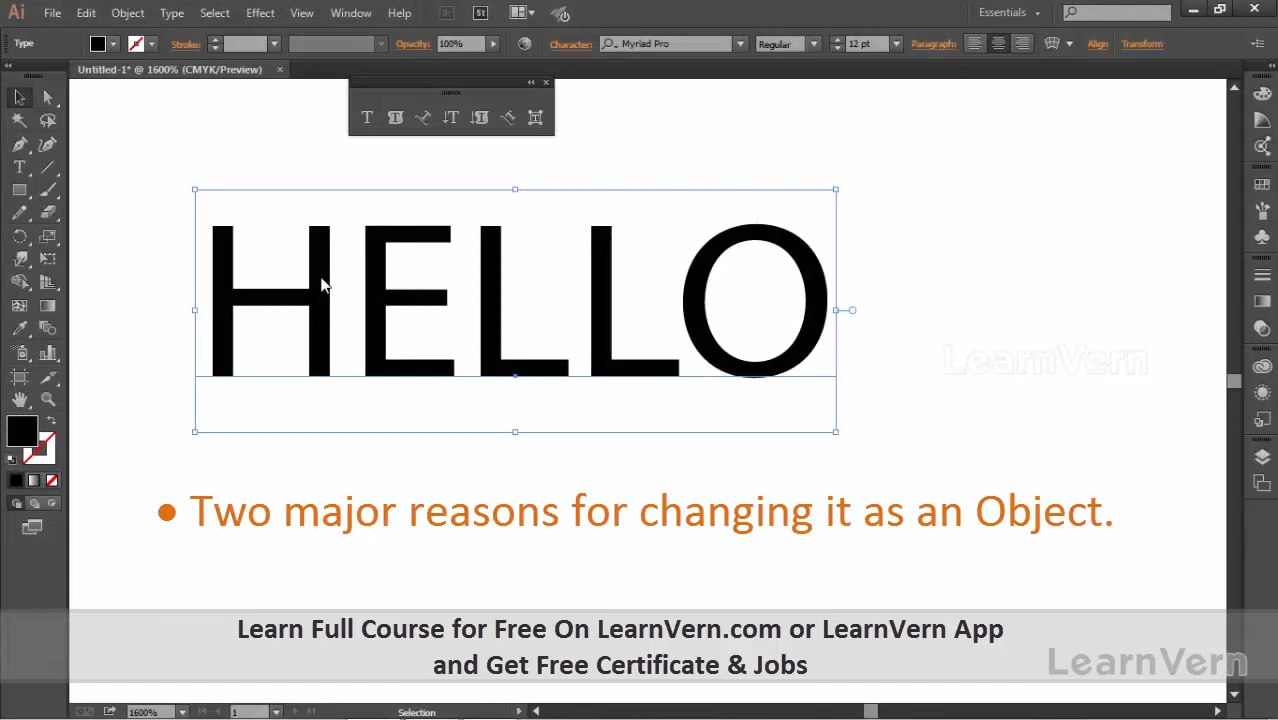 Ai File Edit Object Type Select Effect View Window Help Br St Essentials
Type Stroke: Opacity: 100% Character: Myriad Pro Regular 12 pt Paragraph: Align Transform
Untitled-1* @ 1600% (CMYK/Preview)
HELLO
LearnVern
• Two major reasons for changing it as an Object.
Learn Full Course for Free On LearnVern.com or LearnVern App
and Get Free Certificate & Jobs
LearnVern
1600% 1 Selection